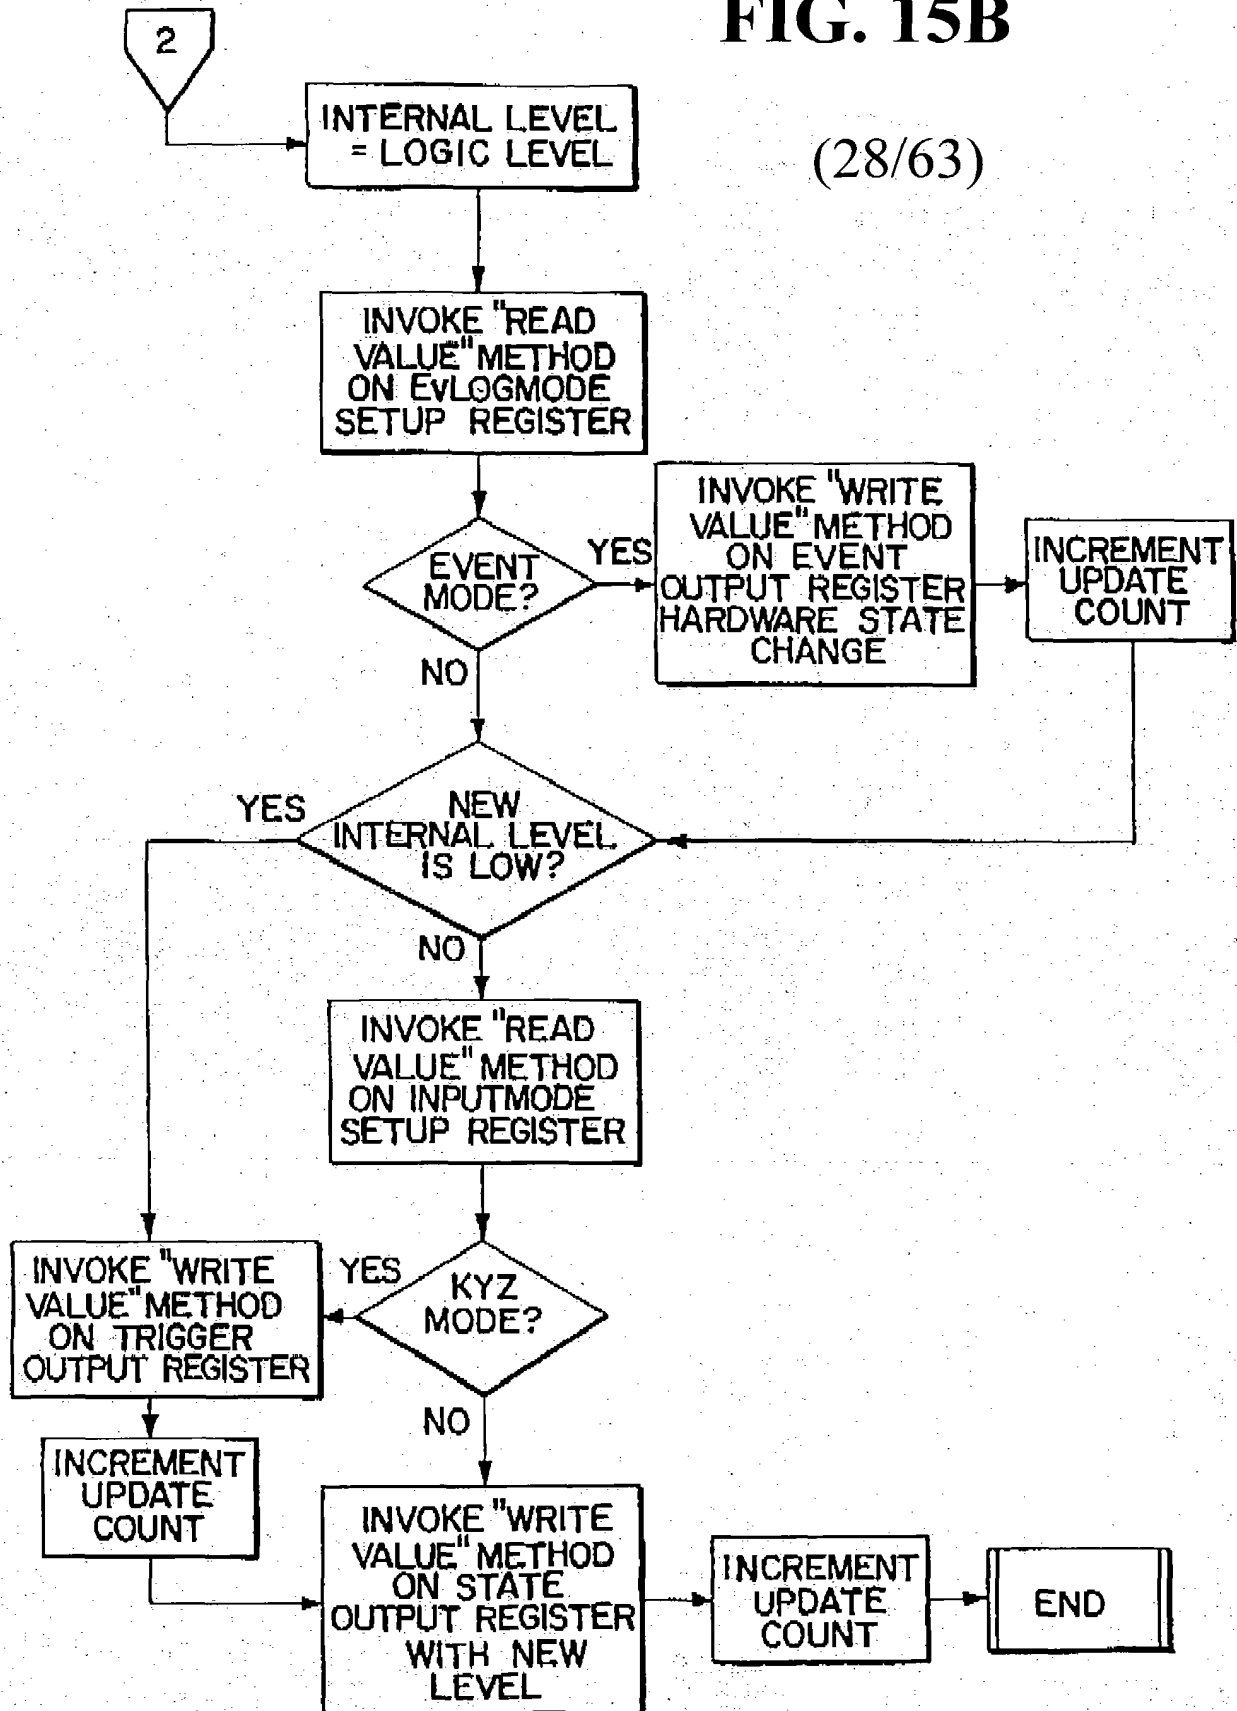 FIG. 15B
(28/63)
2
INTERNAL LEVEL
= LOGIC LEVEL
INVOKE "READ
VALUE" METHOD
ON EVLOGMODE
SETUP REGISTER
EVENT
MODE?
YES
NO
INVOKE "WRITE
VALUE" METHOD
ON EVENT
OUTPUT REGISTER
HARDWARE STATE
CHANGE
INCREMENT
UPDATE
COUNT
NEW
INTERNAL LEVEL
IS LOW?
YES
NO
INVOKE "READ
VALUE" METHOD
ON INPUTMODE
SETUP REGISTER
KYZ
MODE?
YES
NO
INVOKE "WRITE
VALUE" METHOD
ON TRIGGER
OUTPUT REGISTER
INCREMENT
UPDATE
COUNT
INVOKE "WRITE
VALUE" METHOD
ON STATE
OUTPUT REGISTER
WITH NEW
LEVEL
INCREMENT
UPDATE
COUNT
END